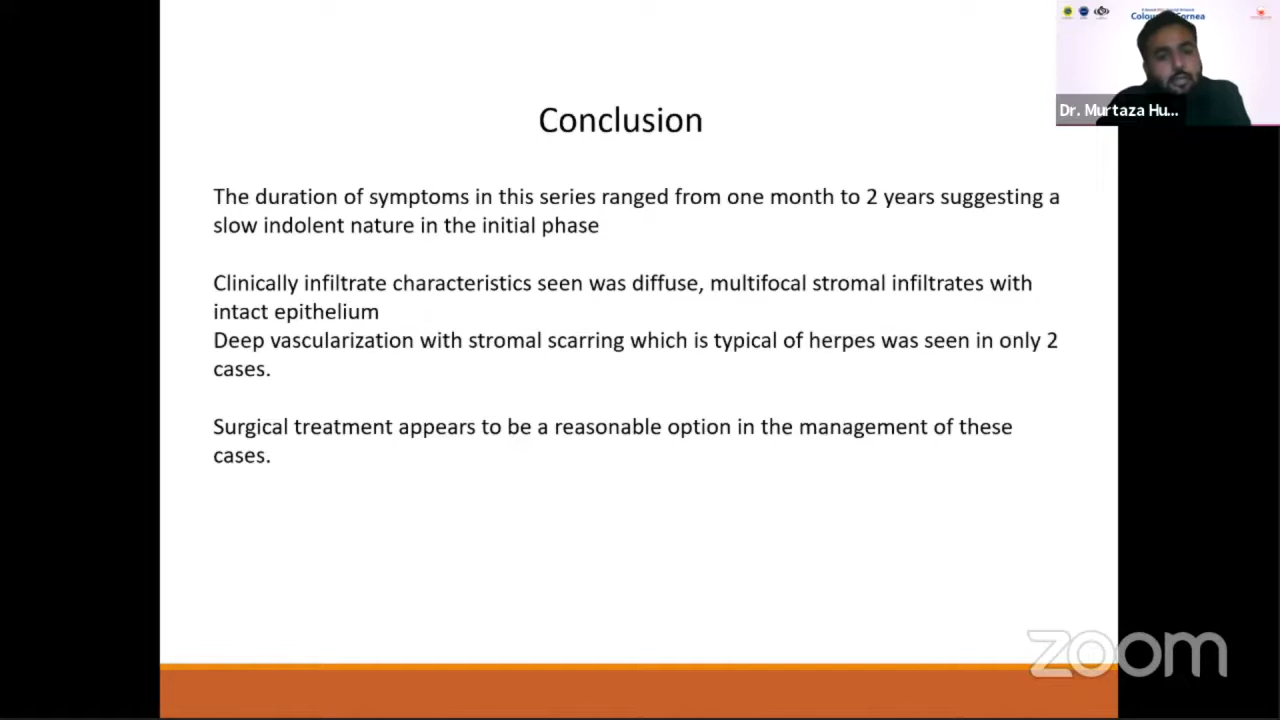 Conclusion
The duration of symptoms in this series ranged from one month to 2 years suggesting a
slow indolent nature in the initial phase
Clinically infiltrate characteristics seen was diffuse, multifocal stromal infiltrates with
intact epithelium
Deep vascularization with stromal scarring which is typical of herpes was seen in only 2
cases.
Surgical treatment appears to be a reasonable option in the management of these
cases.
Dr. Murtaza Hu...
zoom